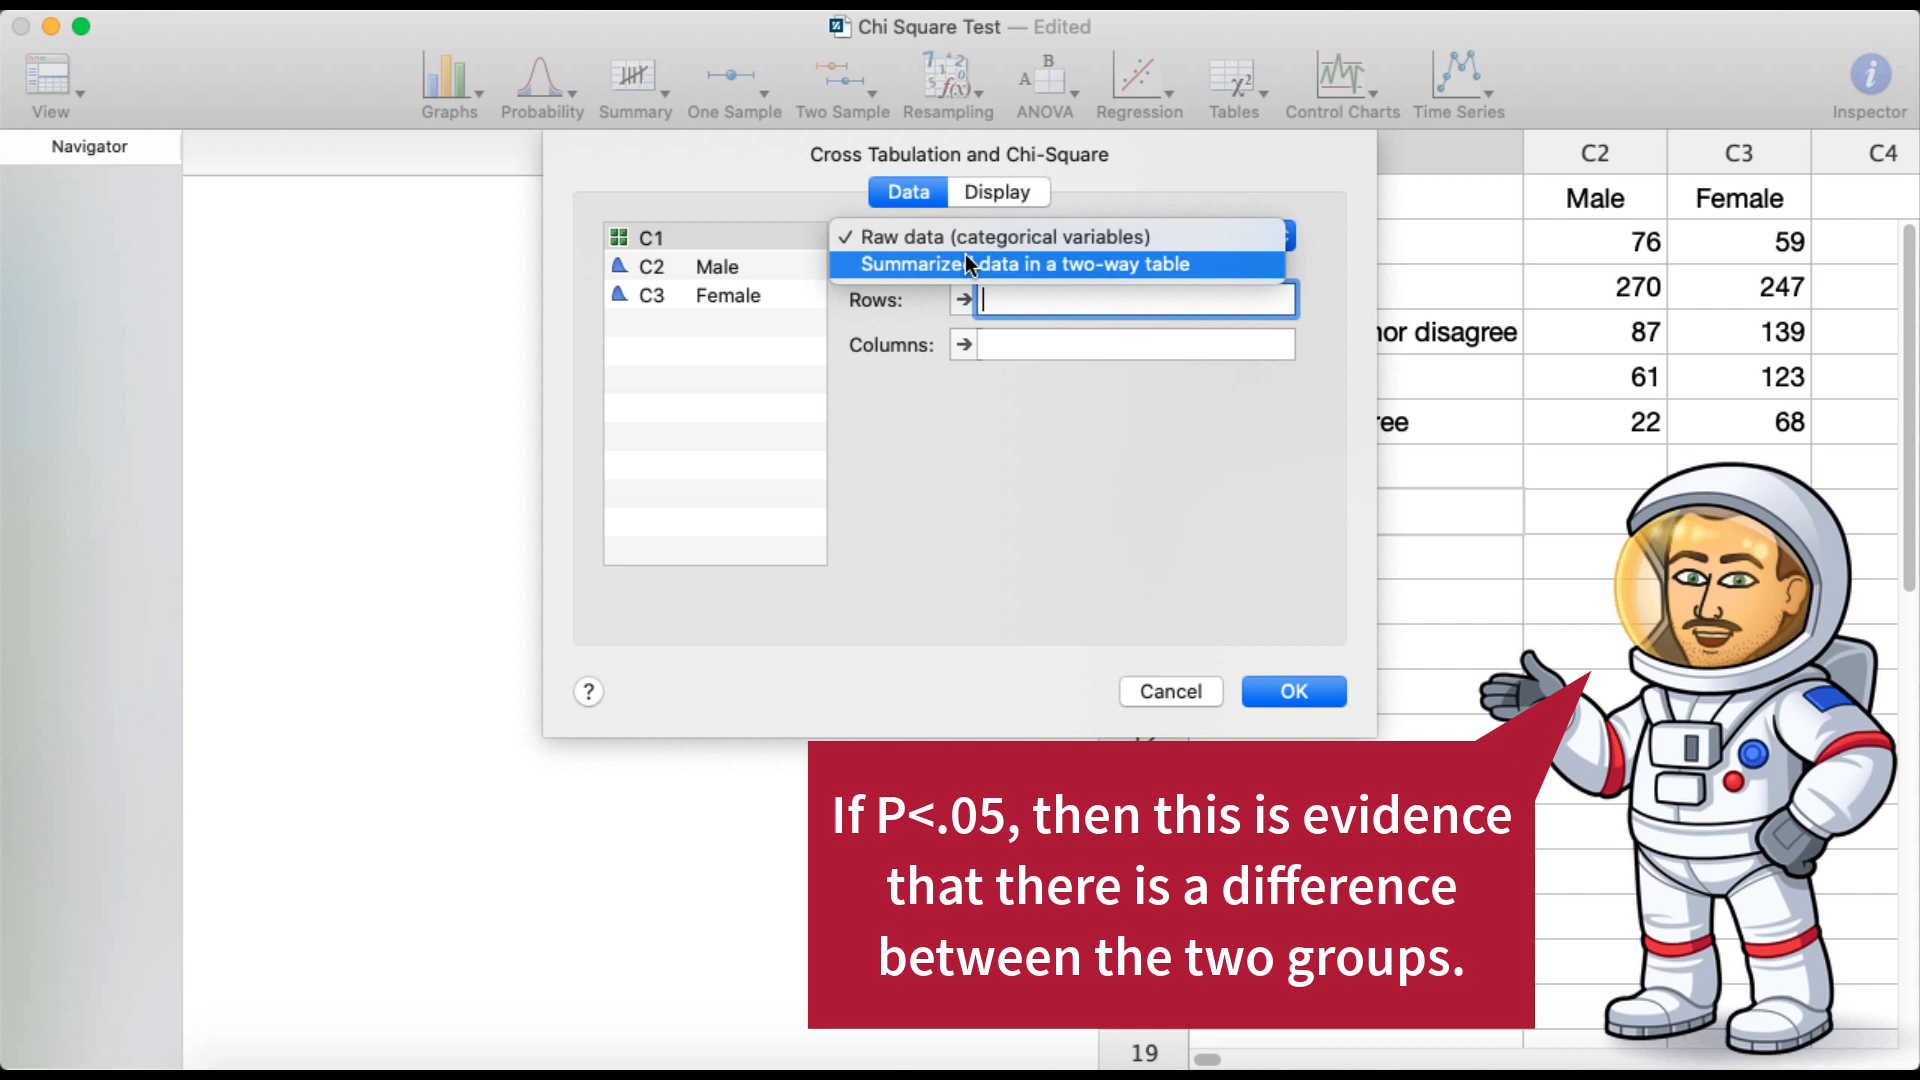 Chi Square Test — Edited
View
Graphs
Probability
Summary
One Sample
Two Sample
Resampling
A B
ANOVA
Regression
χ²
Tables
Control Charts
Time Series
Inspector
Navigator
Cross Tabulation and Chi-Square
Data Display
C1
C2 Male
C3 Female
✓ Raw data (categorical variables)
Summarized data in a two-way table
Rows:
Columns:
? Cancel OK
C2 C3 C4
Male Female
76 59
270 247
nor disagree 87 139
61 123
ree 22 68
19
If P<.05, then this is evidence
that there is a difference
between the two groups.